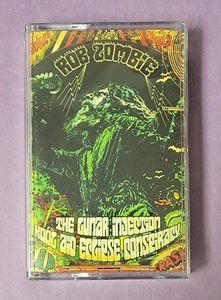 ROB ZOMBIE
THE LUNAR INJECTION
KOOL AID ECLIPSE CONSPIRACY